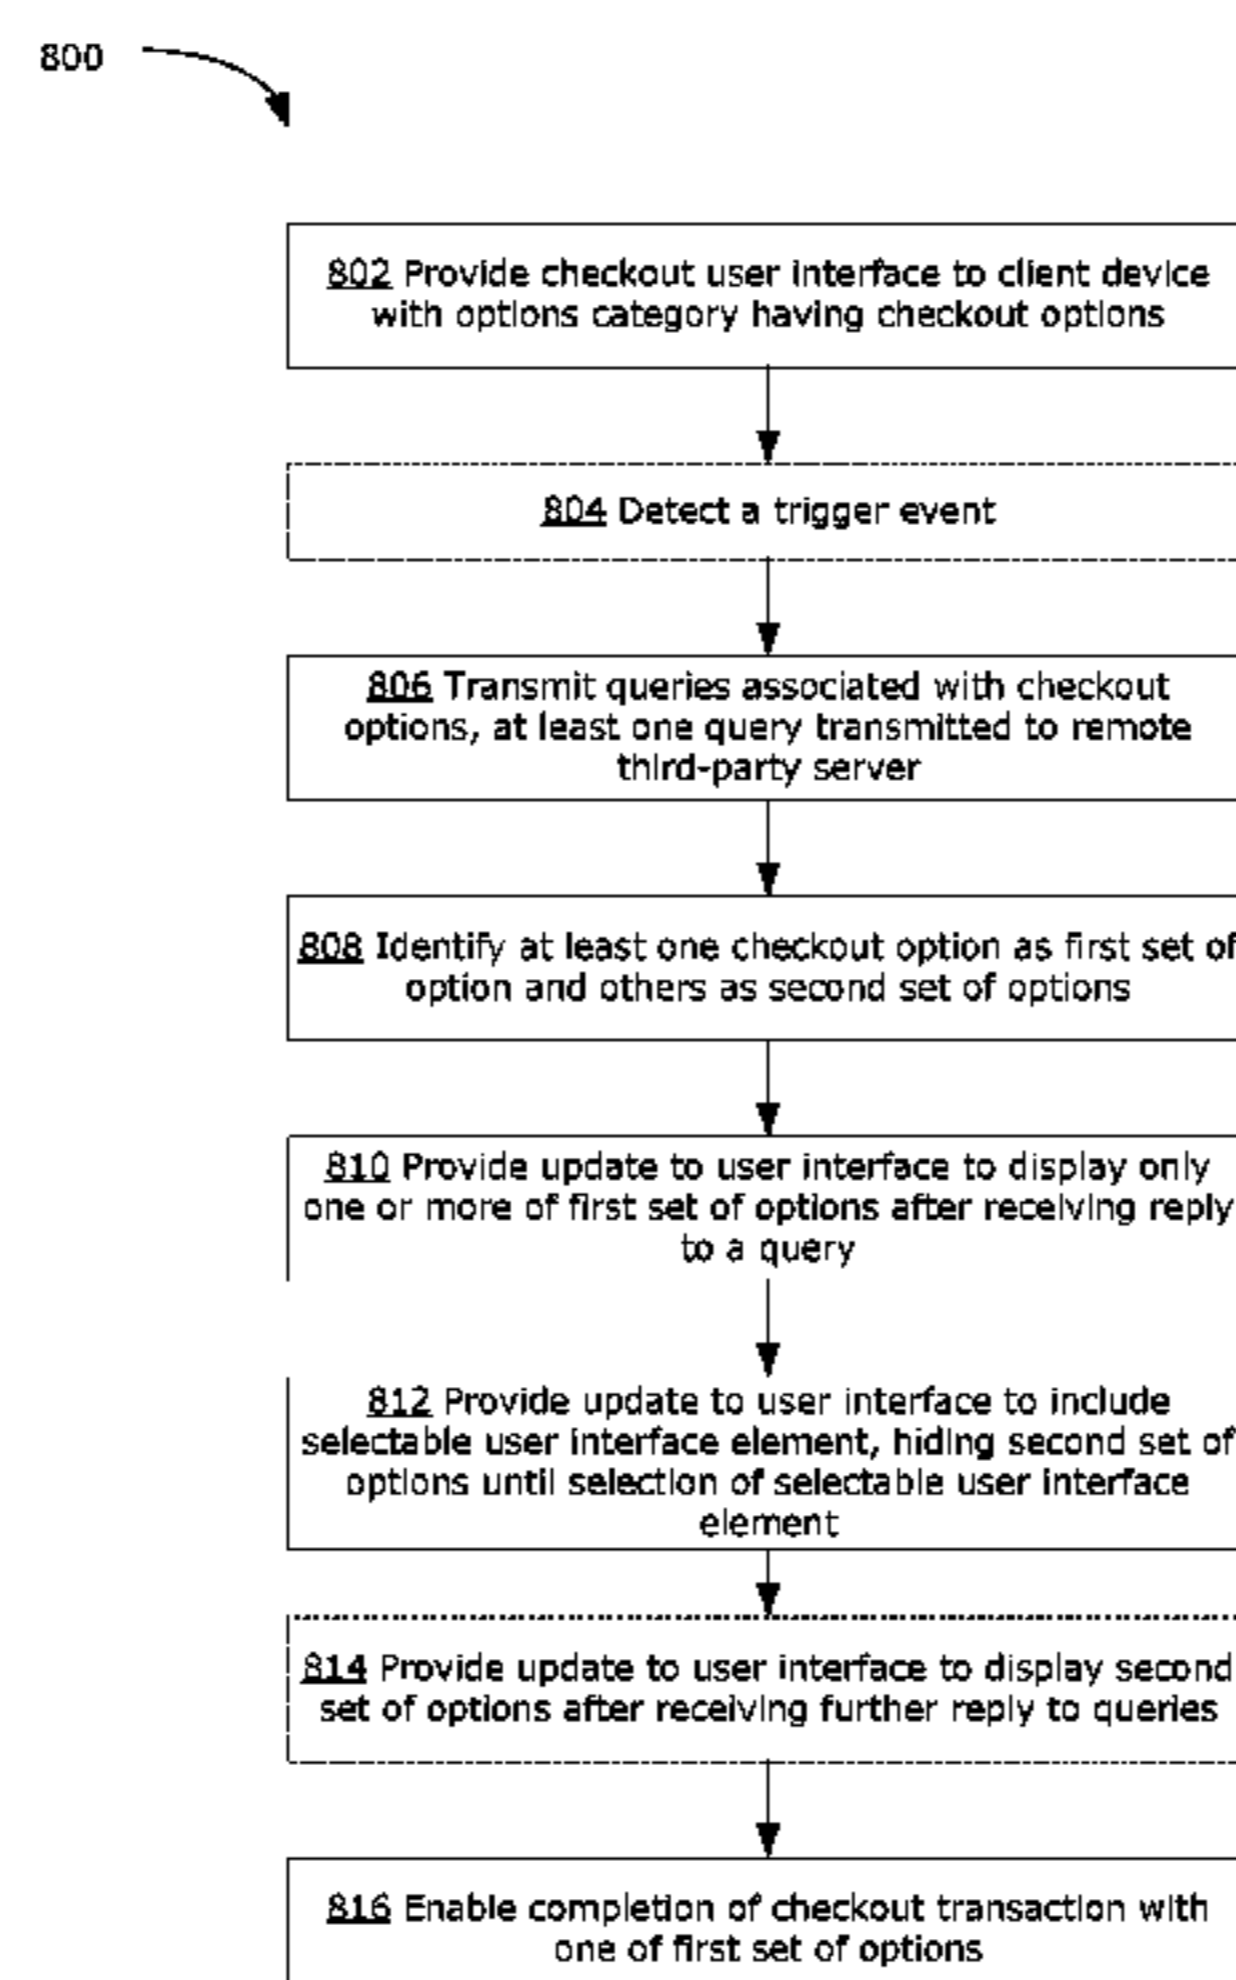 800
802 Provide checkout user interface to client device
with options category having checkout options
804 Detect a trigger event
806 Transmit queries associated with checkout
options, at least one query transmitted to remote
third-party server
808 Identify at least one checkout option as first set of
option and others as second set of options
810 Provide update to user interface to display only
one or more of first set of options after receiving reply
to a query
812 Provide update to user interface to include
selectable user interface element, hiding second set of
options until selection of selectable user interface
element
814 Provide update to user interface to display second
set of options after receiving further reply to queries
816 Enable completion of checkout transaction with
one of first set of options